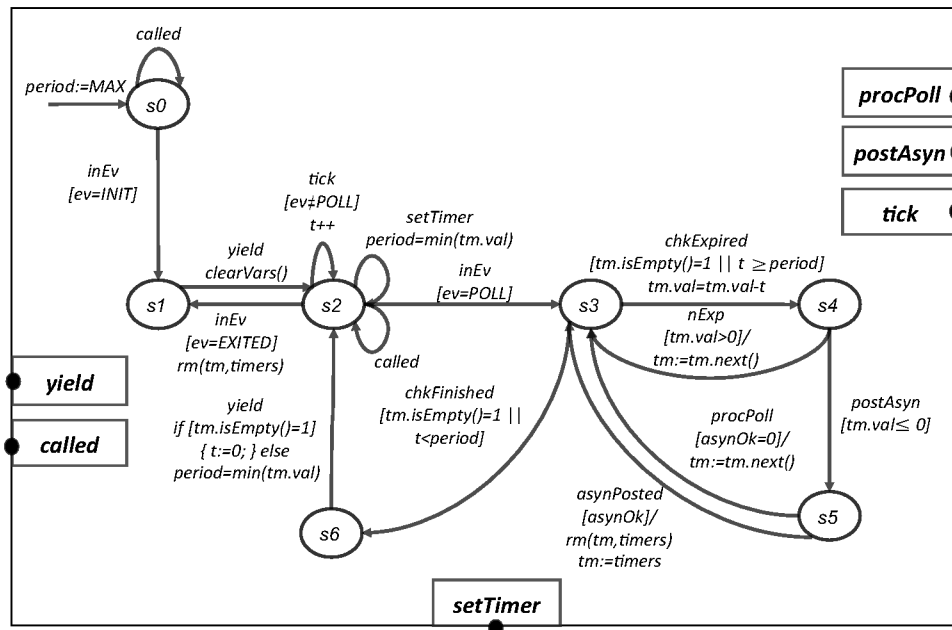 called
period:=MAX
s0
procPoll
postAsyn
tick
inEv
[ev=INIT]
tick
[ev≠POLL]
t++
setTimer
period=min(tm.val)
yield
clearVars()
inEv
[ev=POLL]
chkExpired
[tm.isEmpty()=1 || t ≥period]
tm.val=tm.val-t
s1
s2
s3
s4
inEv
[ev=EXITED]
rm(tm,timers)
called
nExp
[tm.val>0]/
tm:=tm.next()
yield
called
yield
if [tm.isEmpty()=1]
{ t:=0; } else
period=min(tm.val)
chkFinished
[tm.isEmpty()=1 ||
t<period]
procPoll
[asynOk=0]/
tm:=tm.next()
postAsyn
[tm.val≤ 0]
asynPosted
[asynOk]/
rm(tm,timers)
tm:=timers
s5
s6
setTimer